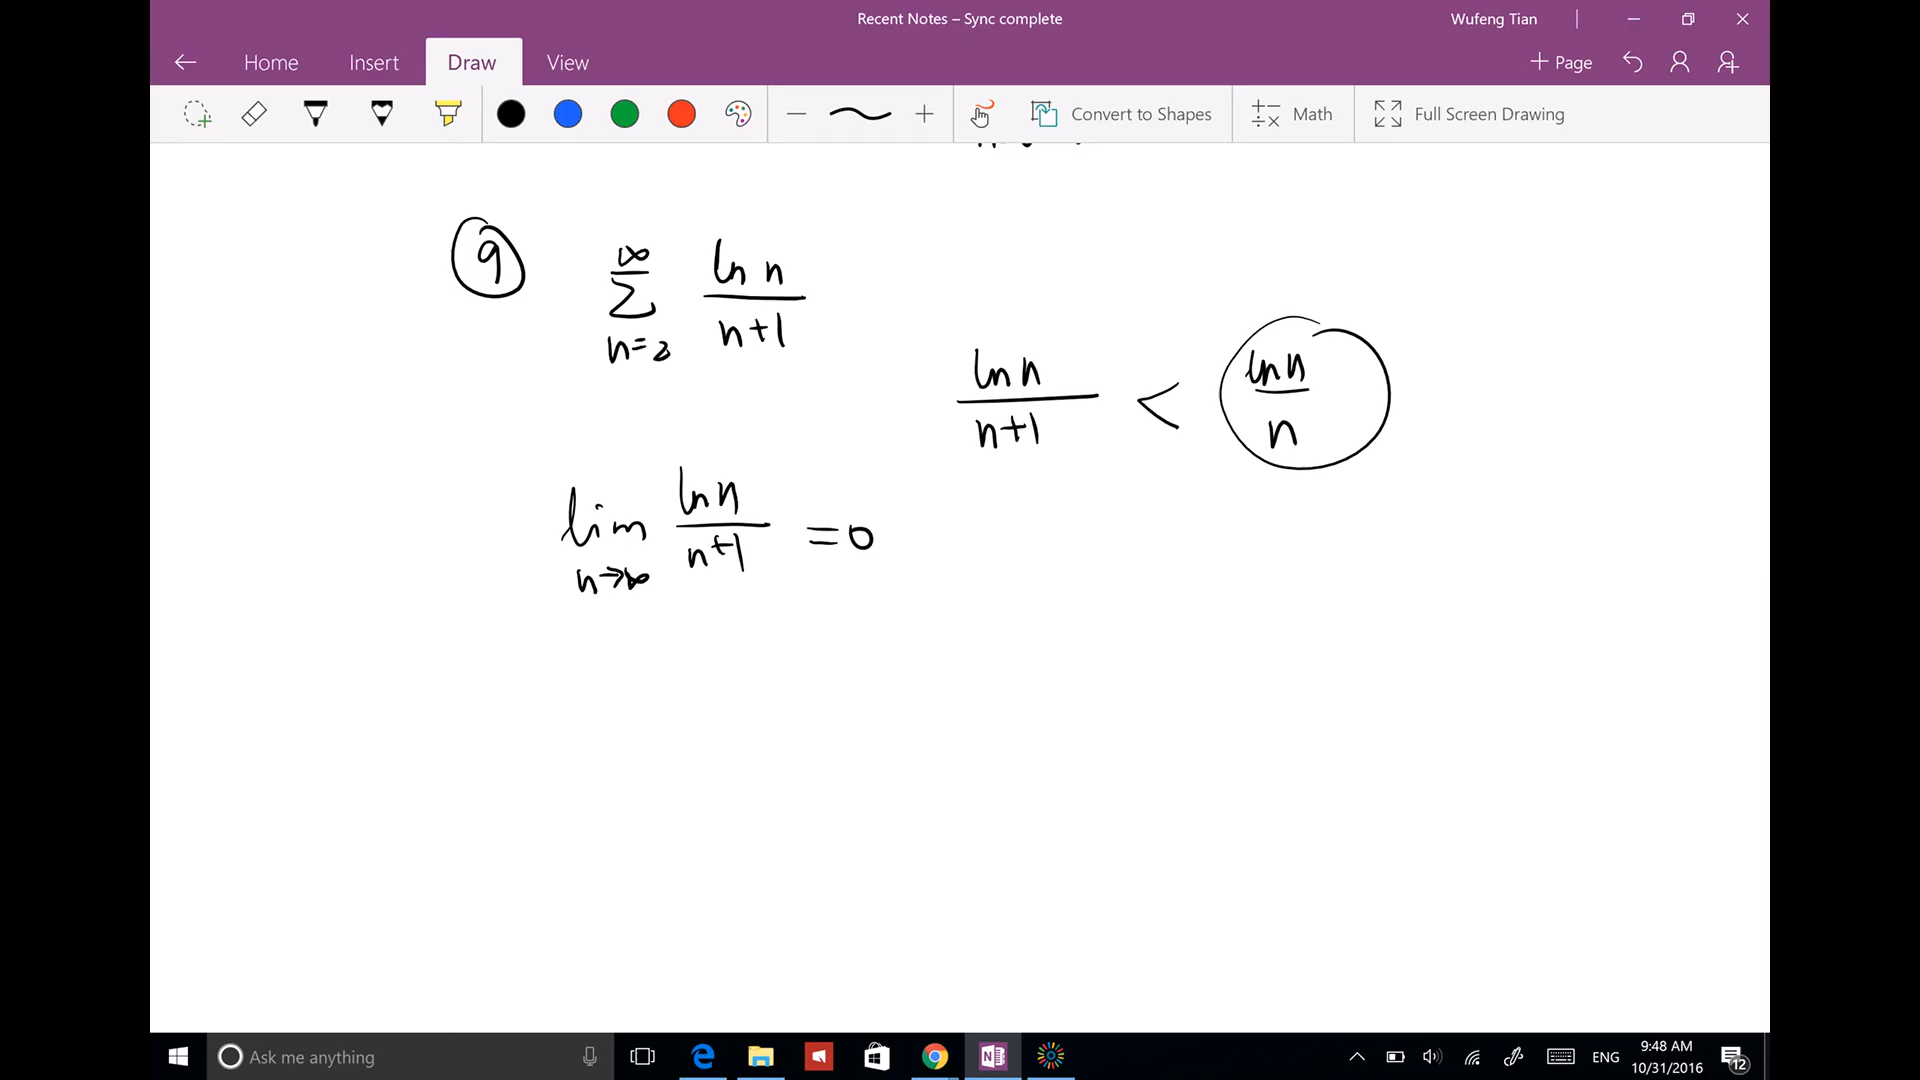 Recent Notes – Sync complete
Wufeng Tian
Home Insert Draw View
Page
Convert to Shapes Math Full Screen Drawing
9
∞
∑
n=2
ln n
n+1
ln n
n+1
<
ln n
n
lim
n→∞
ln n
n+1
=0
Ask me anything
ENG
9:48 AM
10/31/2016
12